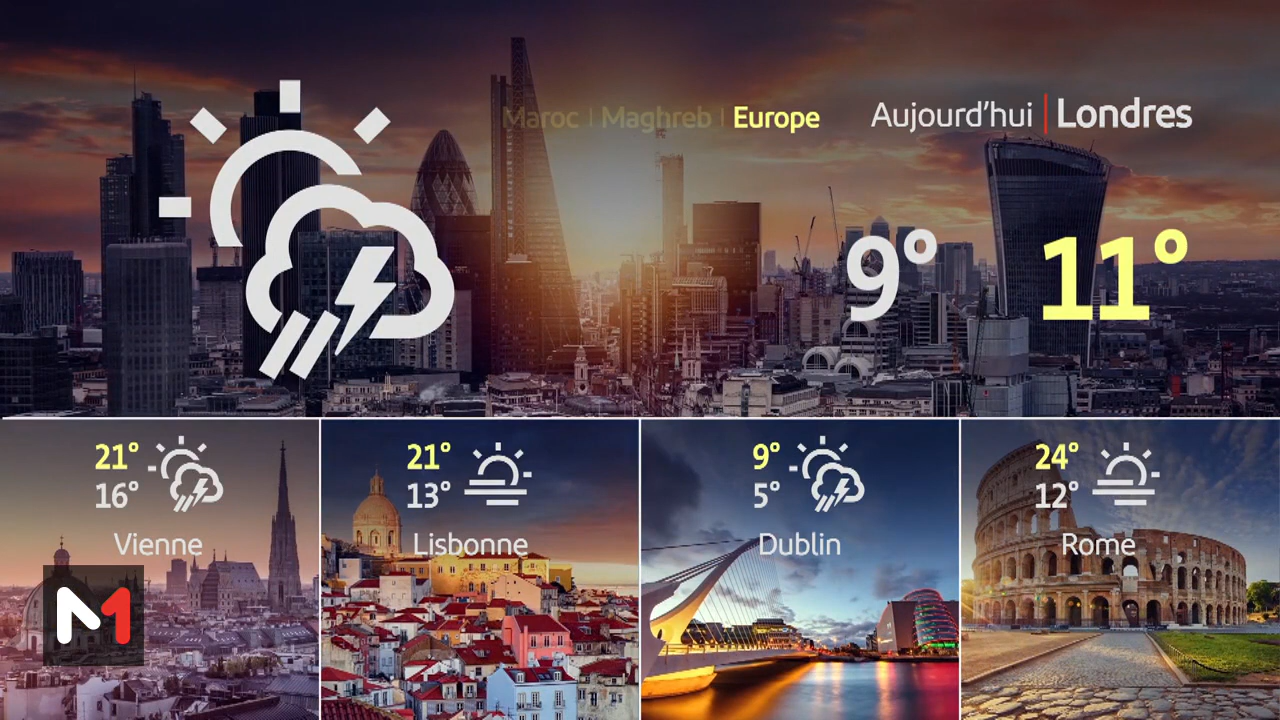 Maroc | Maghreb | Europe
Aujourd'hui | Londres
9° 11°
21°
16°
Vienne
21°
13°
Lisbonne
9°
5°
Dublin
24°
12°
Rome
M1